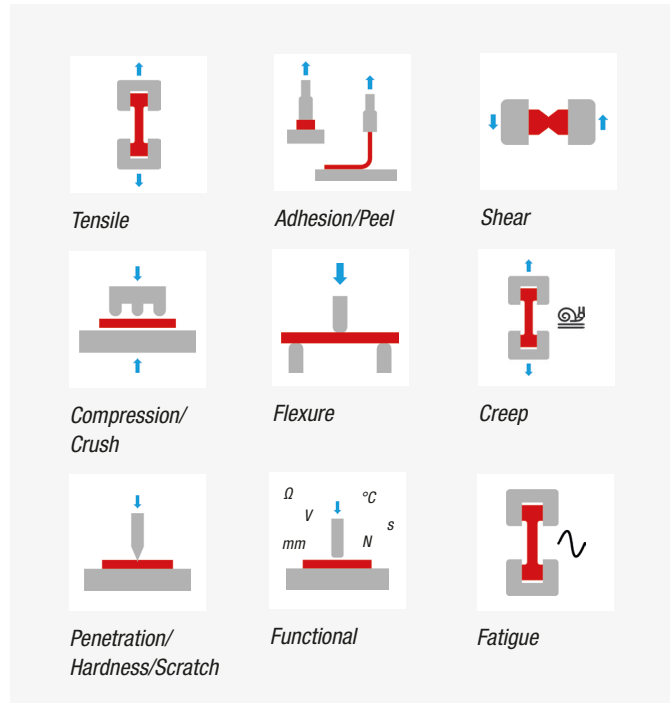 Tensile
Adhesion/Peel
Shear
Compression/
Crush
Flexure
Creep
Ω
°C
V
s
mm
N
Penetration/
Hardness/Scratch
Functional
Fatigue